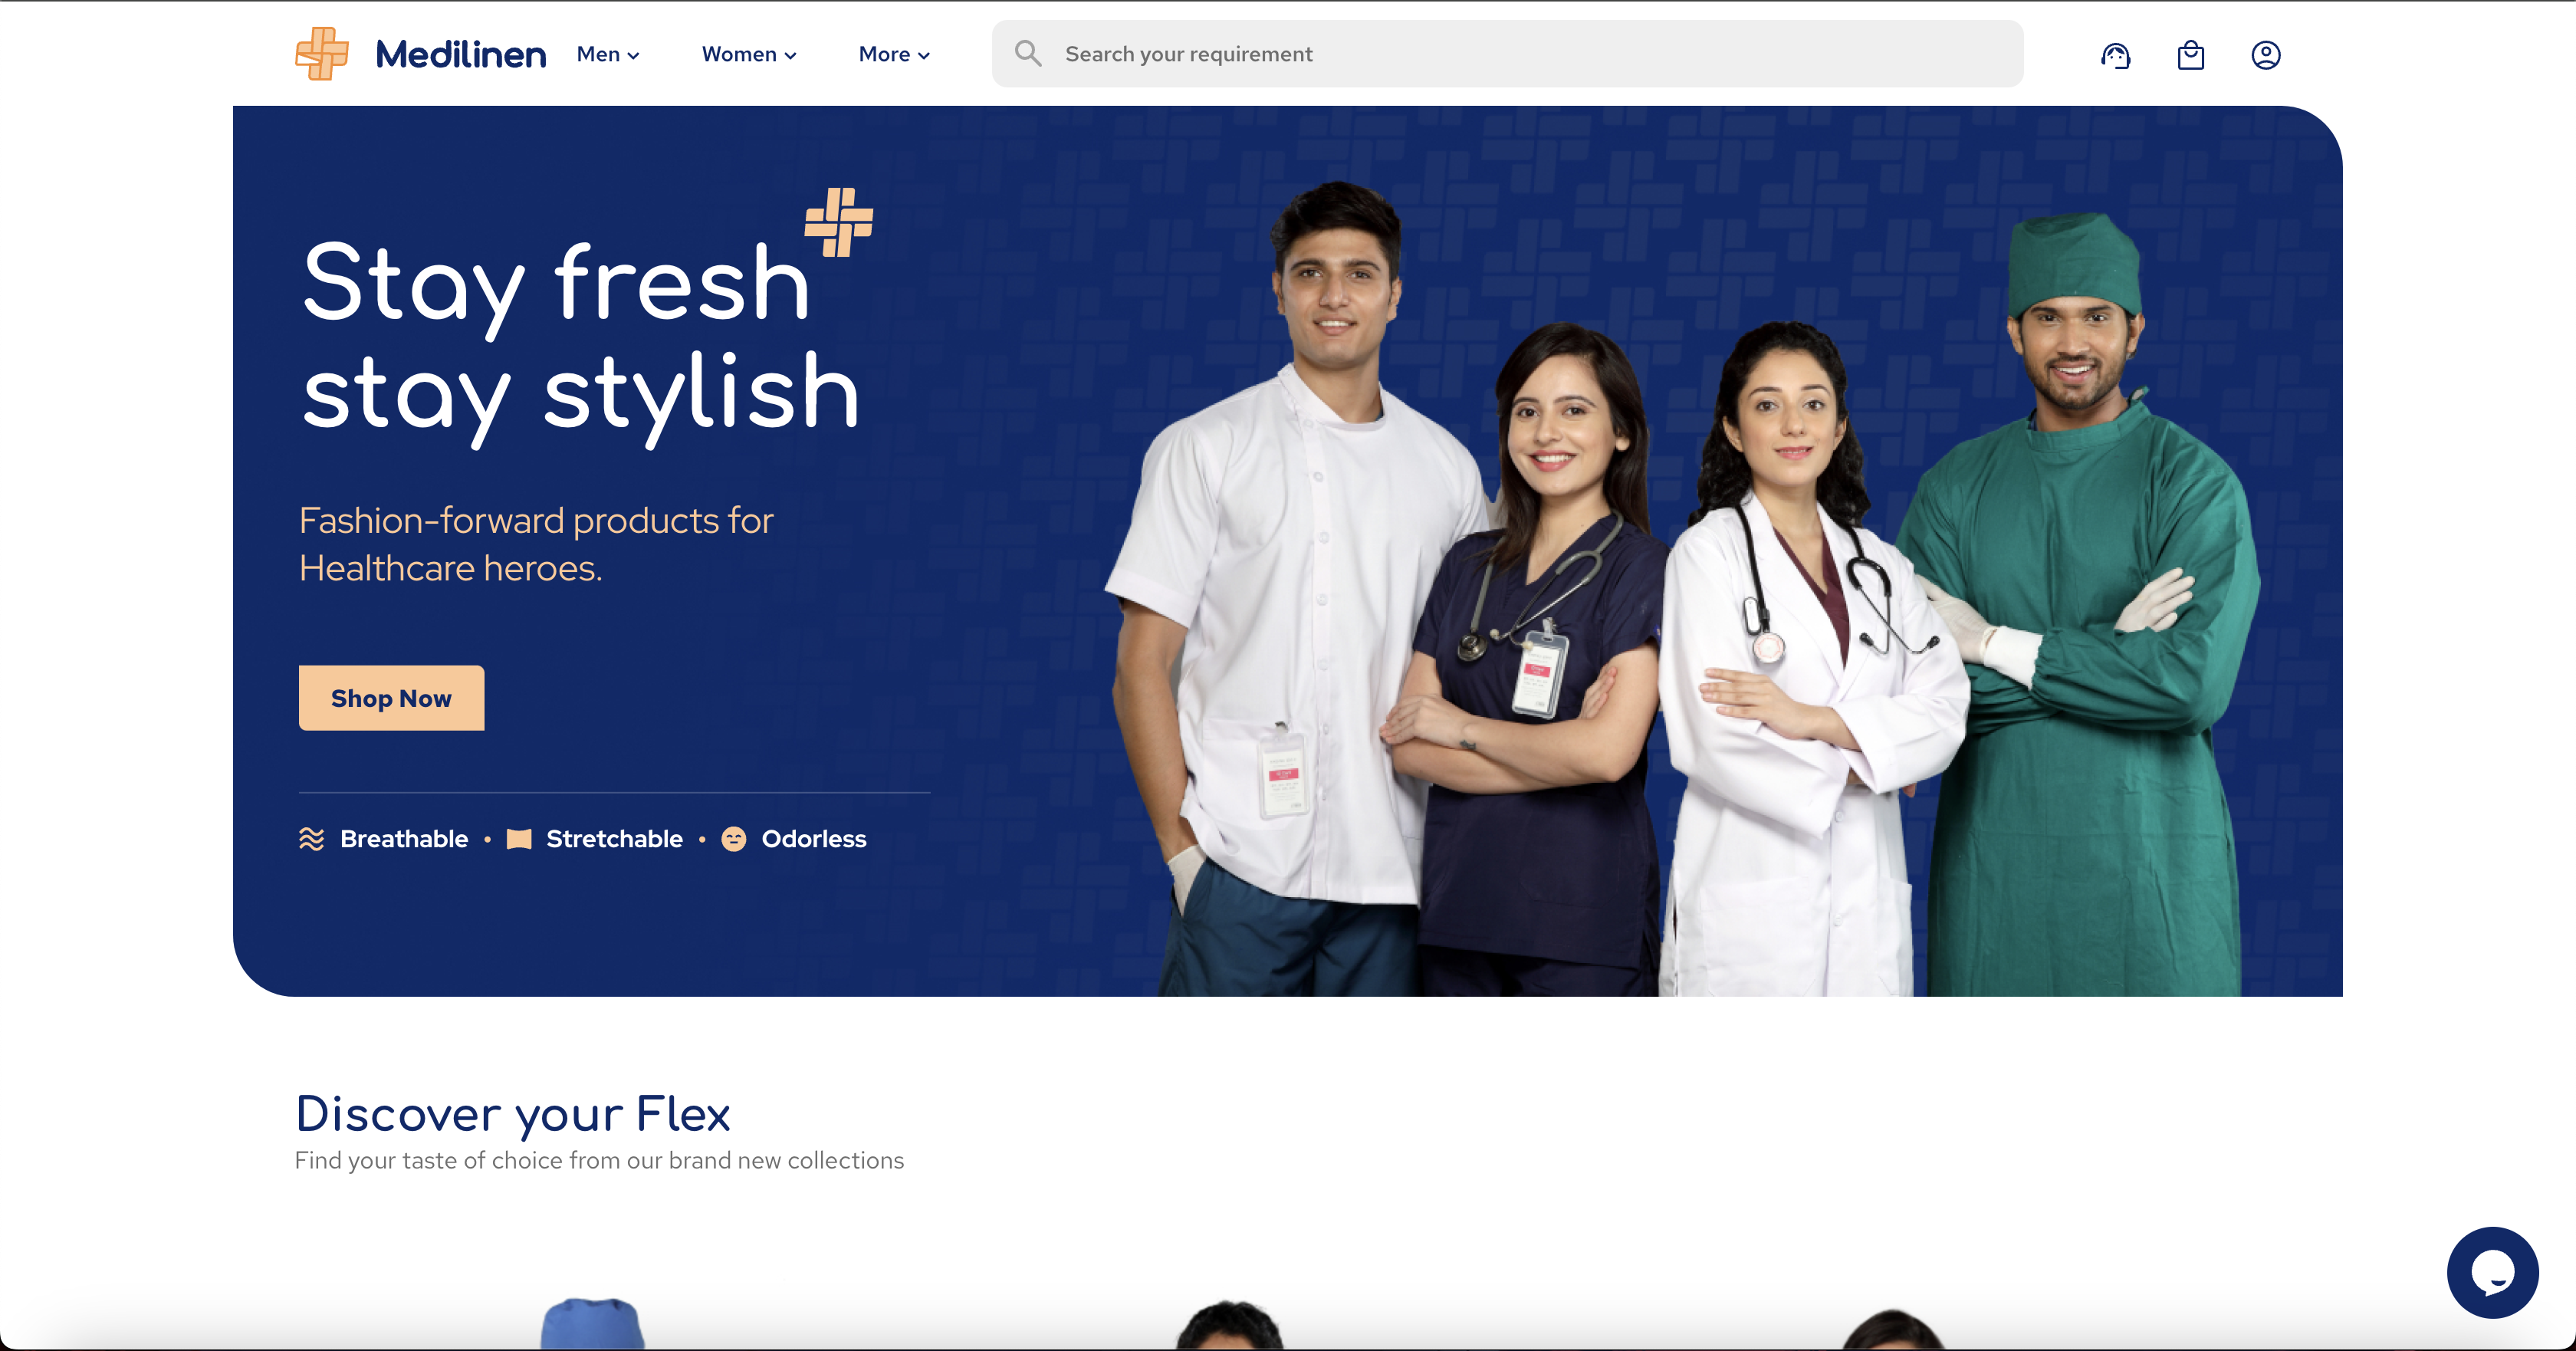 Medilinen
Men
Women
More
Search your requirement
Stay fresh
stay stylish
Fashion-forward products for
Healthcare heroes.
Shop Now
Breathable • Stretchable • Odorless
Discover your Flex
Find your taste of choice from our brand new collections